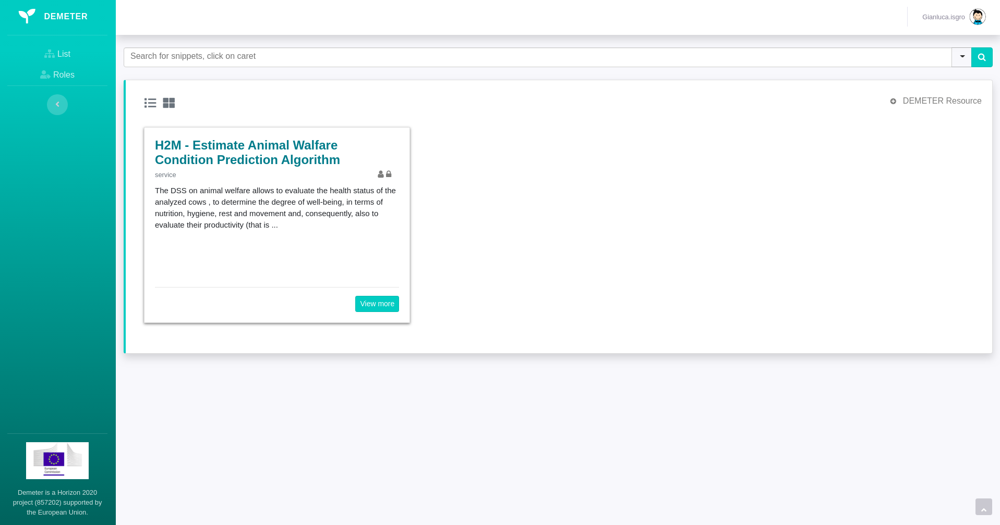 DEMETER
Gianluca.isgro
List
Roles
Search for snippets, click on caret
DEMETER Resource
H2M - Estimate Animal Walfare
Condition Prediction Algorithm
service
The DSS on animal welfare allows to evaluate the health status of the
analyzed cows , to determine the degree of well-being, in terms of
nutrition, hygiene, rest and movement and, consequently, also to
evaluate their productivity (that is ...
View more
European
Commission
Demeter is a Horizon 2020
project (857202) supported by
the European Union.